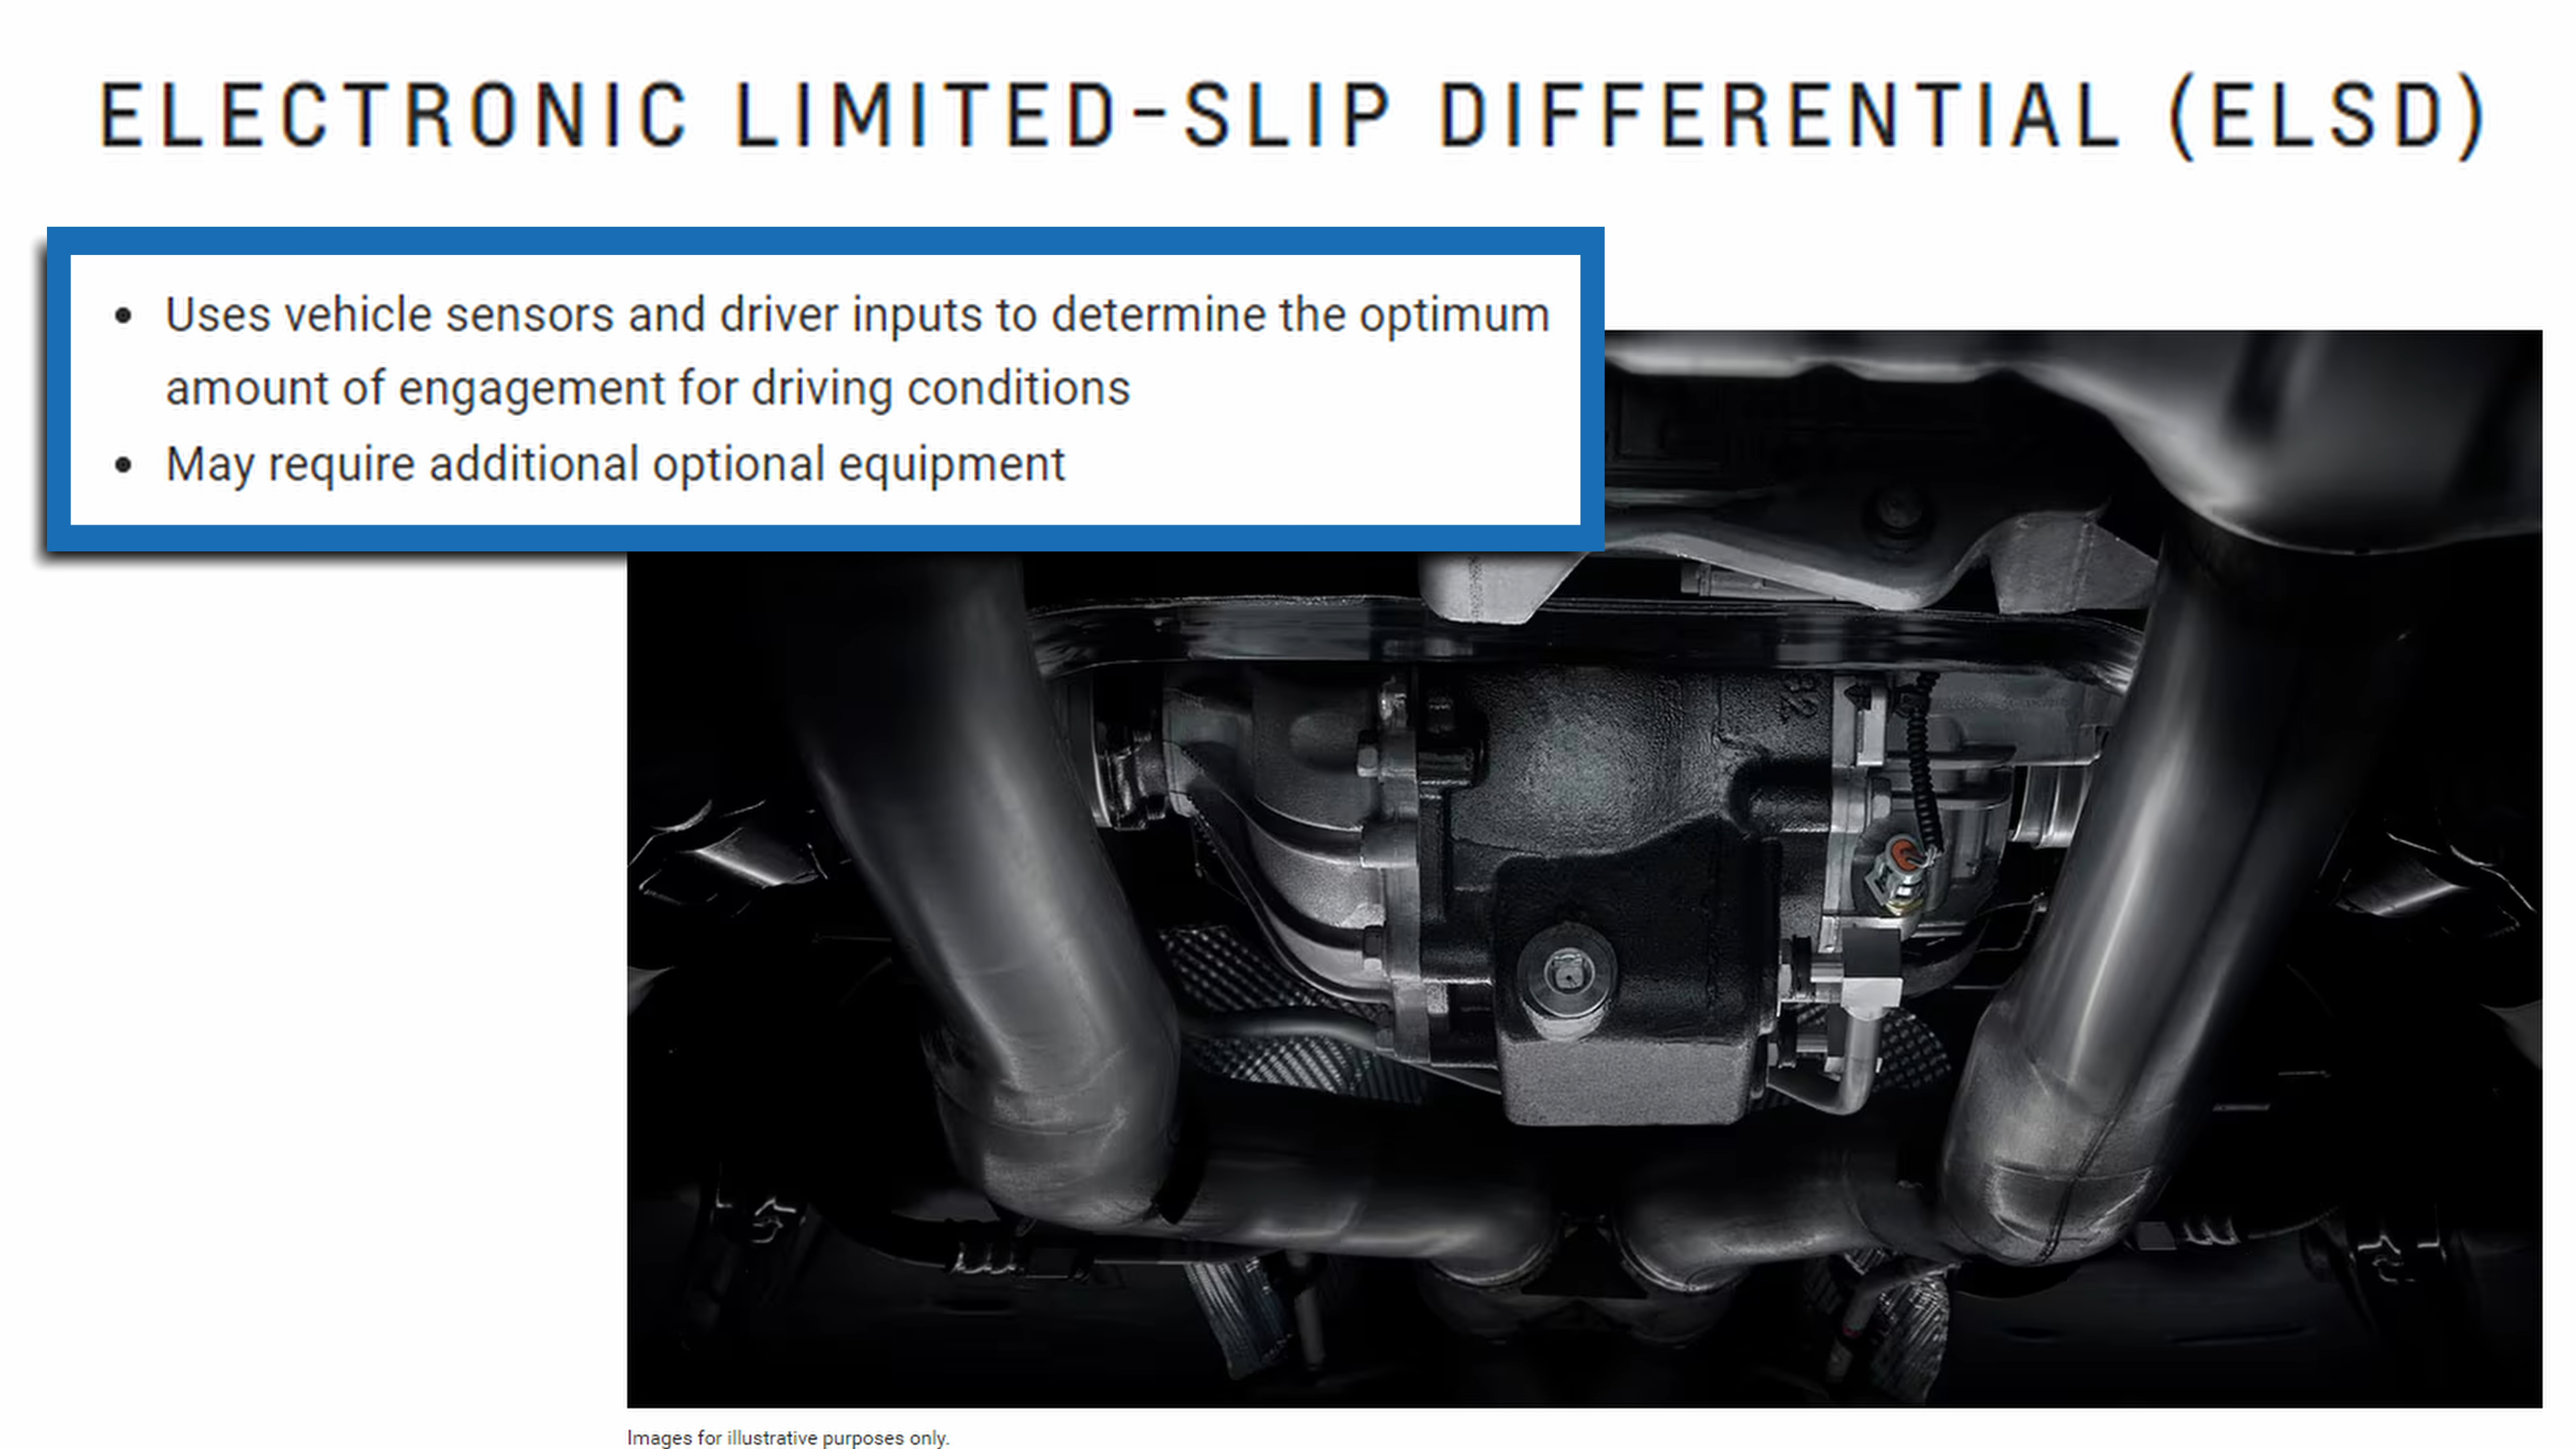 ELECTRONIC LIMITED-SLIP DIFFERENTIAL (ELSD)
• Uses vehicle sensors and driver inputs to determine the optimum
amount of engagement for driving conditions
• May require additional optional equipment
32
Images for illustrative purposes only.